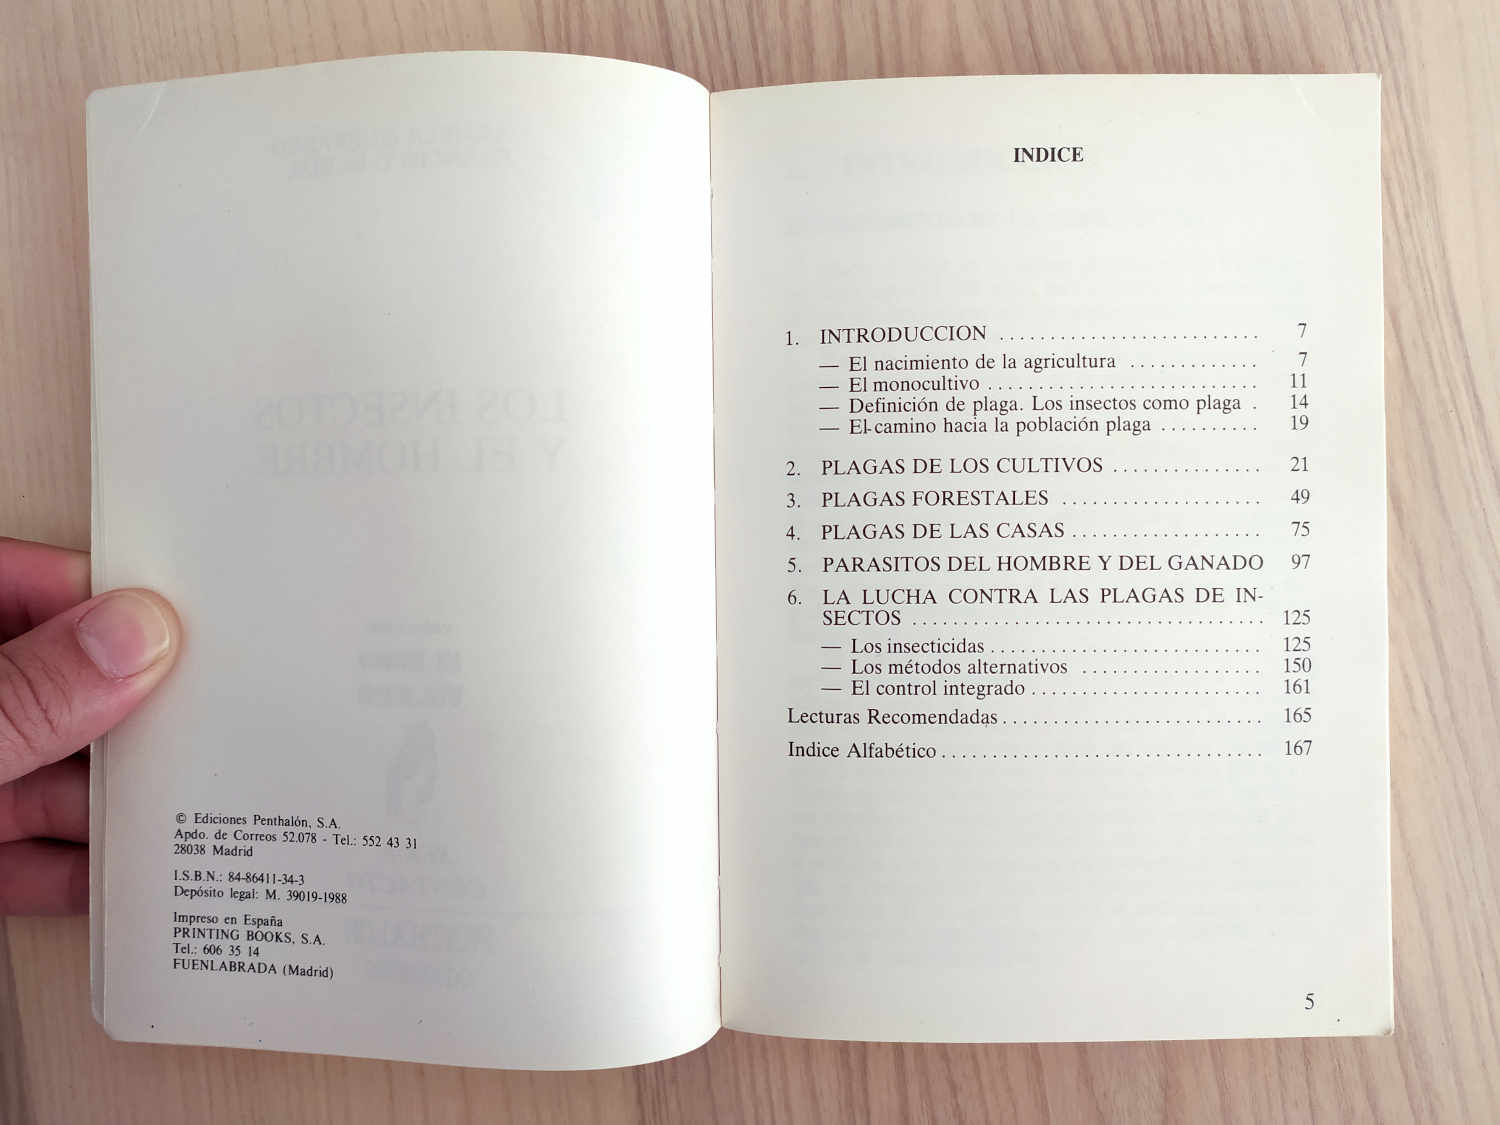 © Ediciones Penthalón, S.A.
Apdo. de Correos 52.078 - Tel.: 552 43 31
28038 Madrid
I.S.B.N.: 84-86411-34-3
Depósito legal: M. 39019-1988
Impreso en España
PRINTING BOOKS, S.A.
Tel.: 606 35 14
FUENLABRADA (Madrid)
INDICE
1. INTRODUCCION .......................... 7
— El nacimiento de la agricultura ............. 7
— El monocultivo ........................... 11
— Definición de plaga. Los insectos como plaga . 14
— El camino hacia la población plaga .......... 19
2. PLAGAS DE LOS CULTIVOS ............... 21
3. PLAGAS FORESTALES .................... 49
4. PLAGAS DE LAS CASAS ................... 75
5. PARASITOS DEL HOMBRE Y DEL GANADO 97
6. LA LUCHA CONTRA LAS PLAGAS DE IN-
SECTOS ................................... 125
— Los insecticidas ........................... 125
— Los métodos alternativos .................. 150
— El control integrado ....................... 161
Lecturas Recomendadas .......................... 165
Indice Alfabético ................................ 167
5